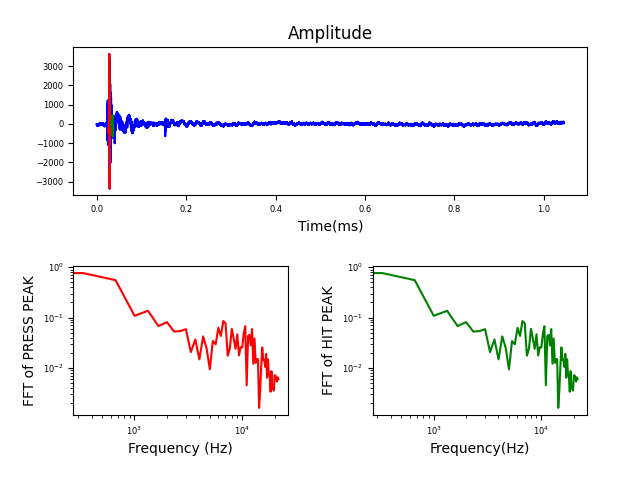 Amplitude
3000
2000
1000
0
−1000
−2000
−3000
0.0 0.2 0.4 0.6 0.8 1.0
Time(ms)
FFT of PRESS PEAK
10⁰
10⁻¹
10⁻²
10³ 10⁴
Frequency (Hz)
FFT of HIT PEAK
10⁰
10⁻¹
10⁻²
10³ 10⁴
Frequency(Hz)